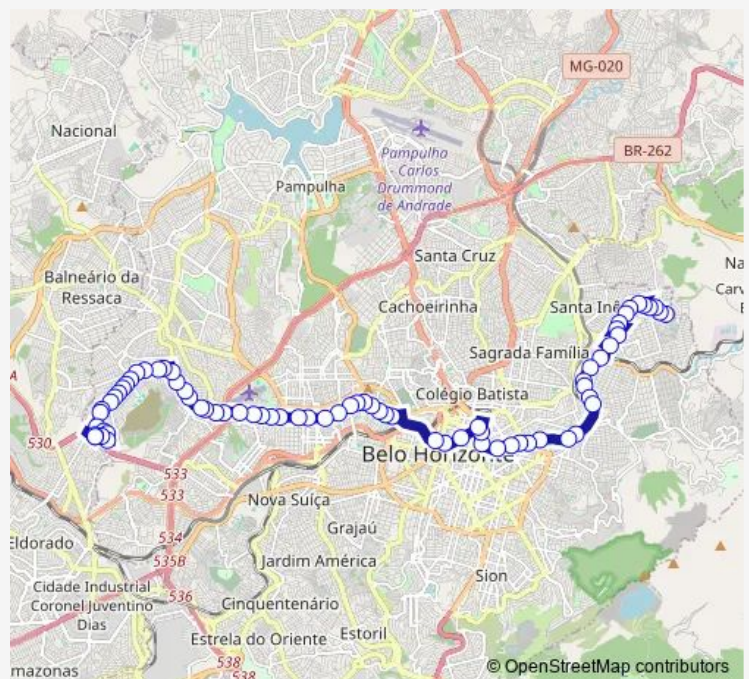 MG-020
Nacional
BR-262
Pampulha
- Carlos
Drummond
de Andrade
Pampulha
Santa Cruz
Balneário da
Ressaca
Cachoeirinha
Santa Inê
Sagrada Família
Colégio Batista
530
Belo Horizonte
533
533
Nova Suíça
Grajaú
534
Eldorado
535B
Jardim América
Sion
536
Cidade Industrial
Coronel Juventino
Dias
Cinquentenário
Estrela do Oriente
Estoril
538
538
mazonas
© OpenStreetMap contributors